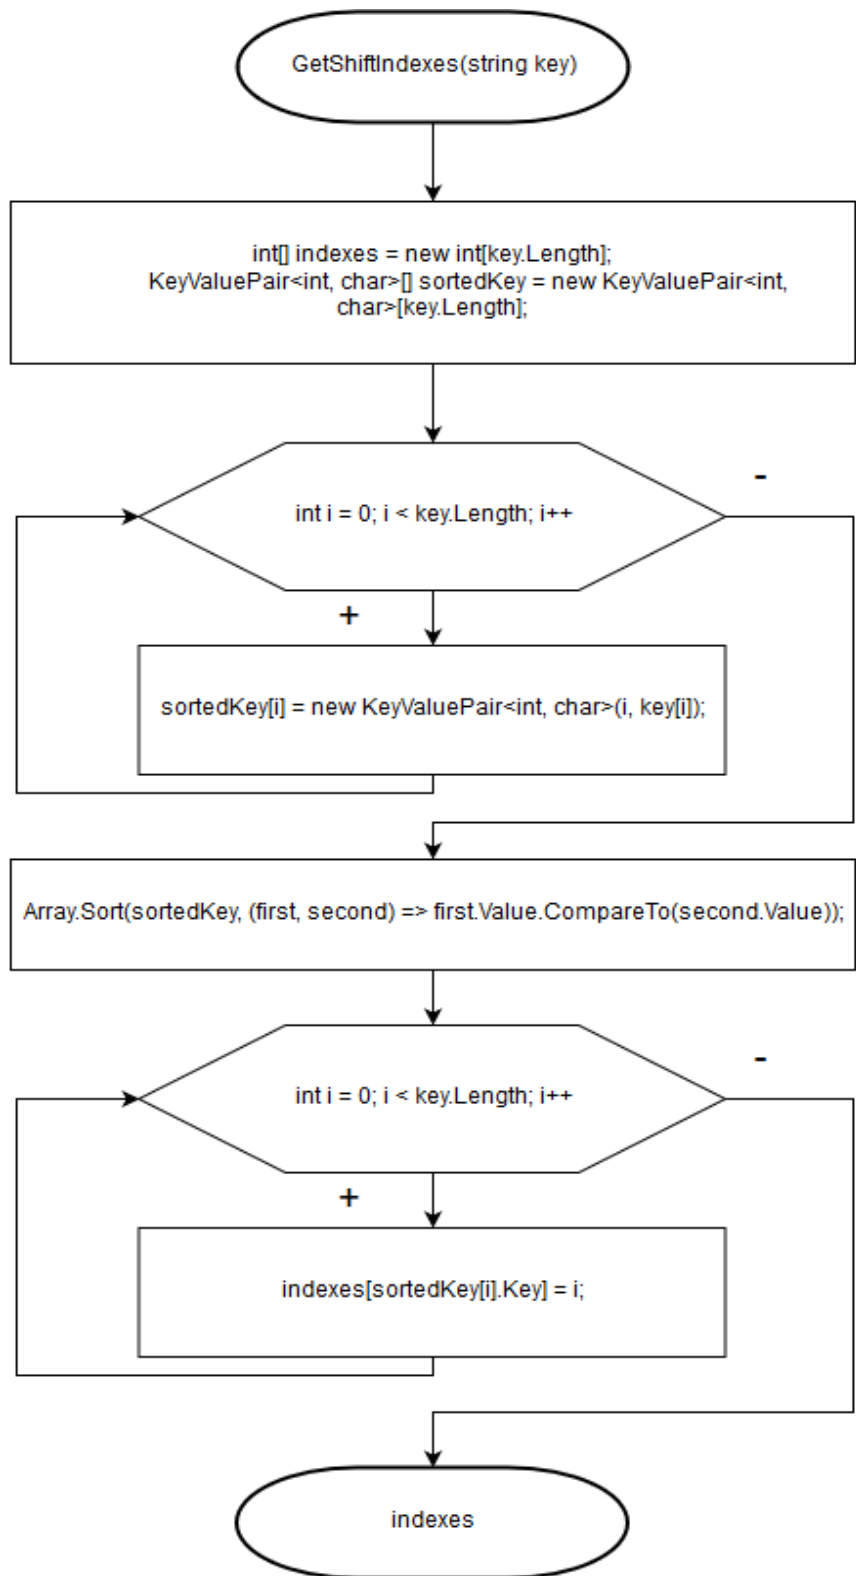 GetShiftIndexes(string key)
int[] indexes = new int[key.Length];
KeyValuePair<int, char>[] sortedKey = new KeyValuePair<int,
char>[key.Length];
int i = 0; i < key.Length; i++
-
+
sortedKey[i] = new KeyValuePair<int, char>(i, key[i]);
Array.Sort(sortedKey, (first, second) => first.Value.CompareTo(second.Value));
int i = 0; i < key.Length; i++
-
+
indexes[sortedKey[i].Key] = i;
indexes